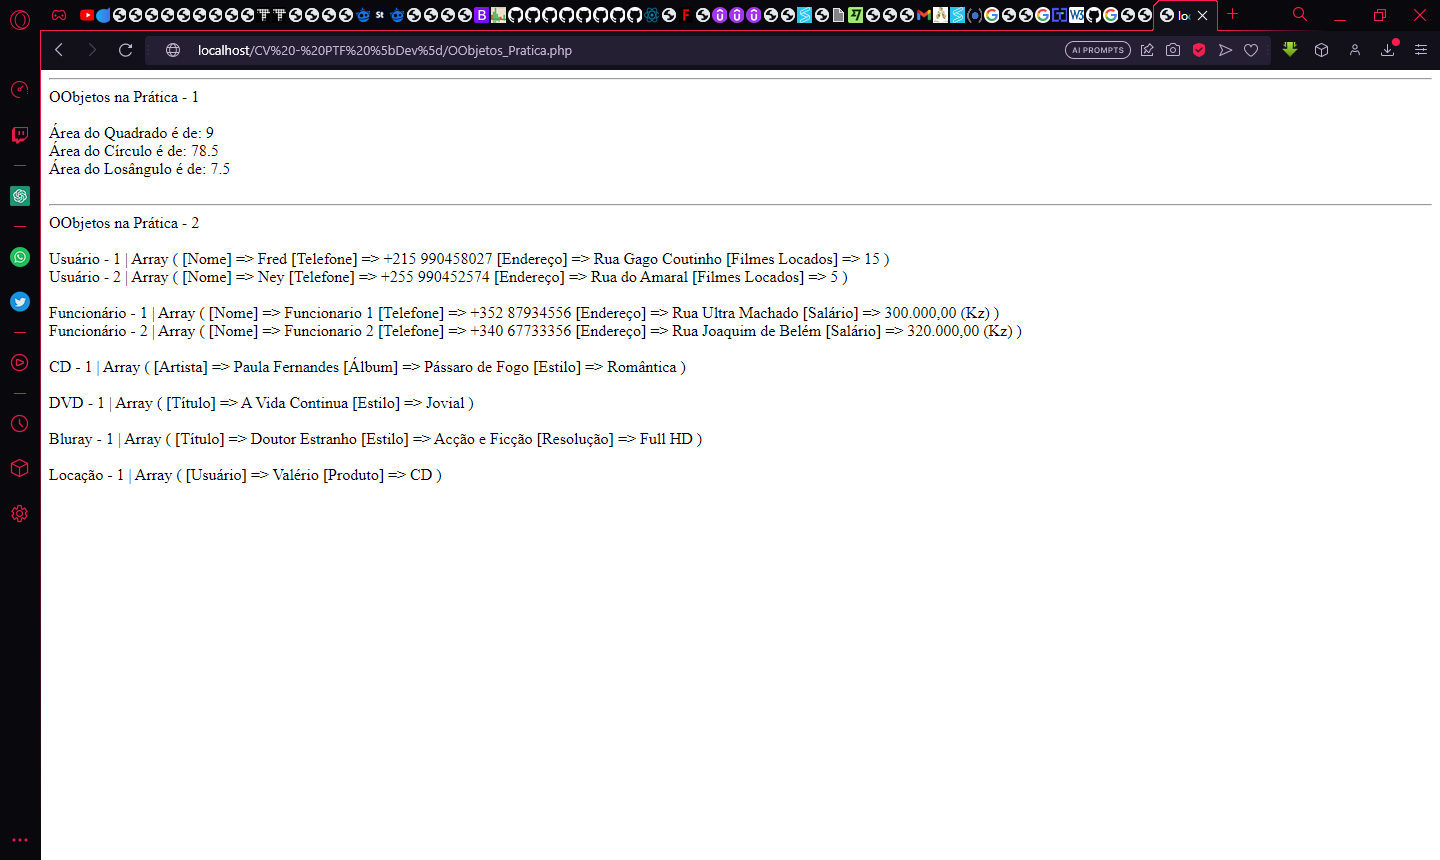 lo
localhost/CV%20-%20PTF%20%5bDev%5d/OObjetos_Pratica.php
AI PROMPTS
OObjetos na Prática - 1
Área do Quadrado é de: 9
Área do Círculo é de: 78.5
Área do Losângulo é de: 7.5
OObjetos na Prática - 2
Usuário - 1 | Array ( [Nome] => Fred [Telefone] => +215 990458027 [Endereço] => Rua Gago Coutinho [Filmes Locados] => 15 )
Usuário - 2 | Array ( [Nome] => Ney [Telefone] => +255 990452574 [Endereço] => Rua do Amaral [Filmes Locados] => 5 )
Funcionário - 1 | Array ( [Nome] => Funcionario 1 [Telefone] => +352 87934556 [Endereço] => Rua Ultra Machado [Salário] => 300.000,00 (Kz) )
Funcionário - 2 | Array ( [Nome] => Funcionario 2 [Telefone] => +340 67733356 [Endereço] => Rua Joaquim de Belém [Salário] => 320.000,00 (Kz) )
CD - 1 | Array ( [Artista] => Paula Fernandes [Álbum] => Pássaro de Fogo [Estilo] => Romântica )
DVD - 1 | Array ( [Título] => A Vida Continua [Estilo] => Jovial )
Bluray - 1 | Array ( [Título] => Doutor Estranho [Estilo] => Acção e Ficção [Resolução] => Full HD )
Locação - 1 | Array ( [Usuário] => Valério [Produto] => CD )